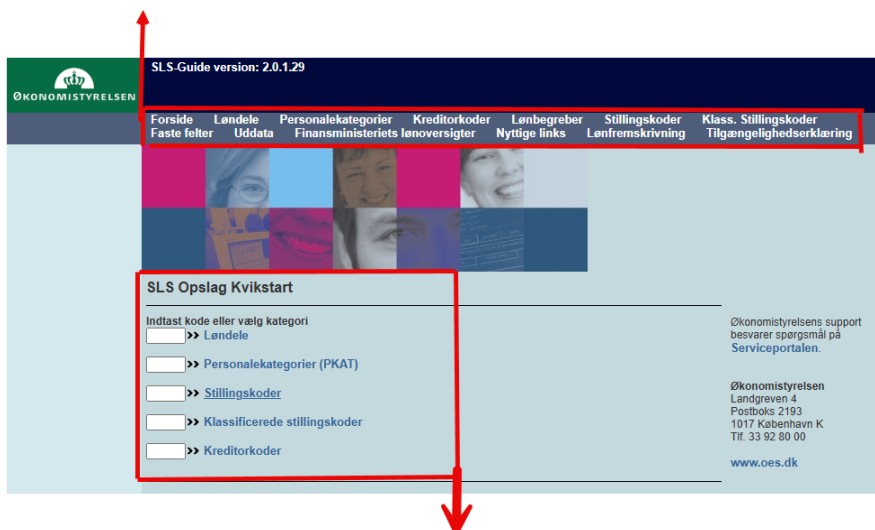 SLS-Guide version: 2.0.1.29
ØKONOMISTYRELSEN
Forside Løndele Personalekategorier Kreditorkoder Lønbegreber Stillingskoder Klass. Stillingskoder
Faste felter Uddata Finansministeriets lønoversigter Nyttige links Lønfremskrivning Tilgængelighedserklæring
SLS Opslag Kvikstart
Indtast kode eller vælg kategori
>> Løndele
>> Personalekategorier (PKAT)
>> Stillingskoder
>> Klassificerede stillingskoder
>> Kreditorkoder
Økonomistyrelsens support
besvarer spørgsmål på
Serviceportalen.
Økonomistyrelsen
Landgreven 4
Postboks 2193
1017 København K
Tlf. 33 92 80 00
www.oes.dk